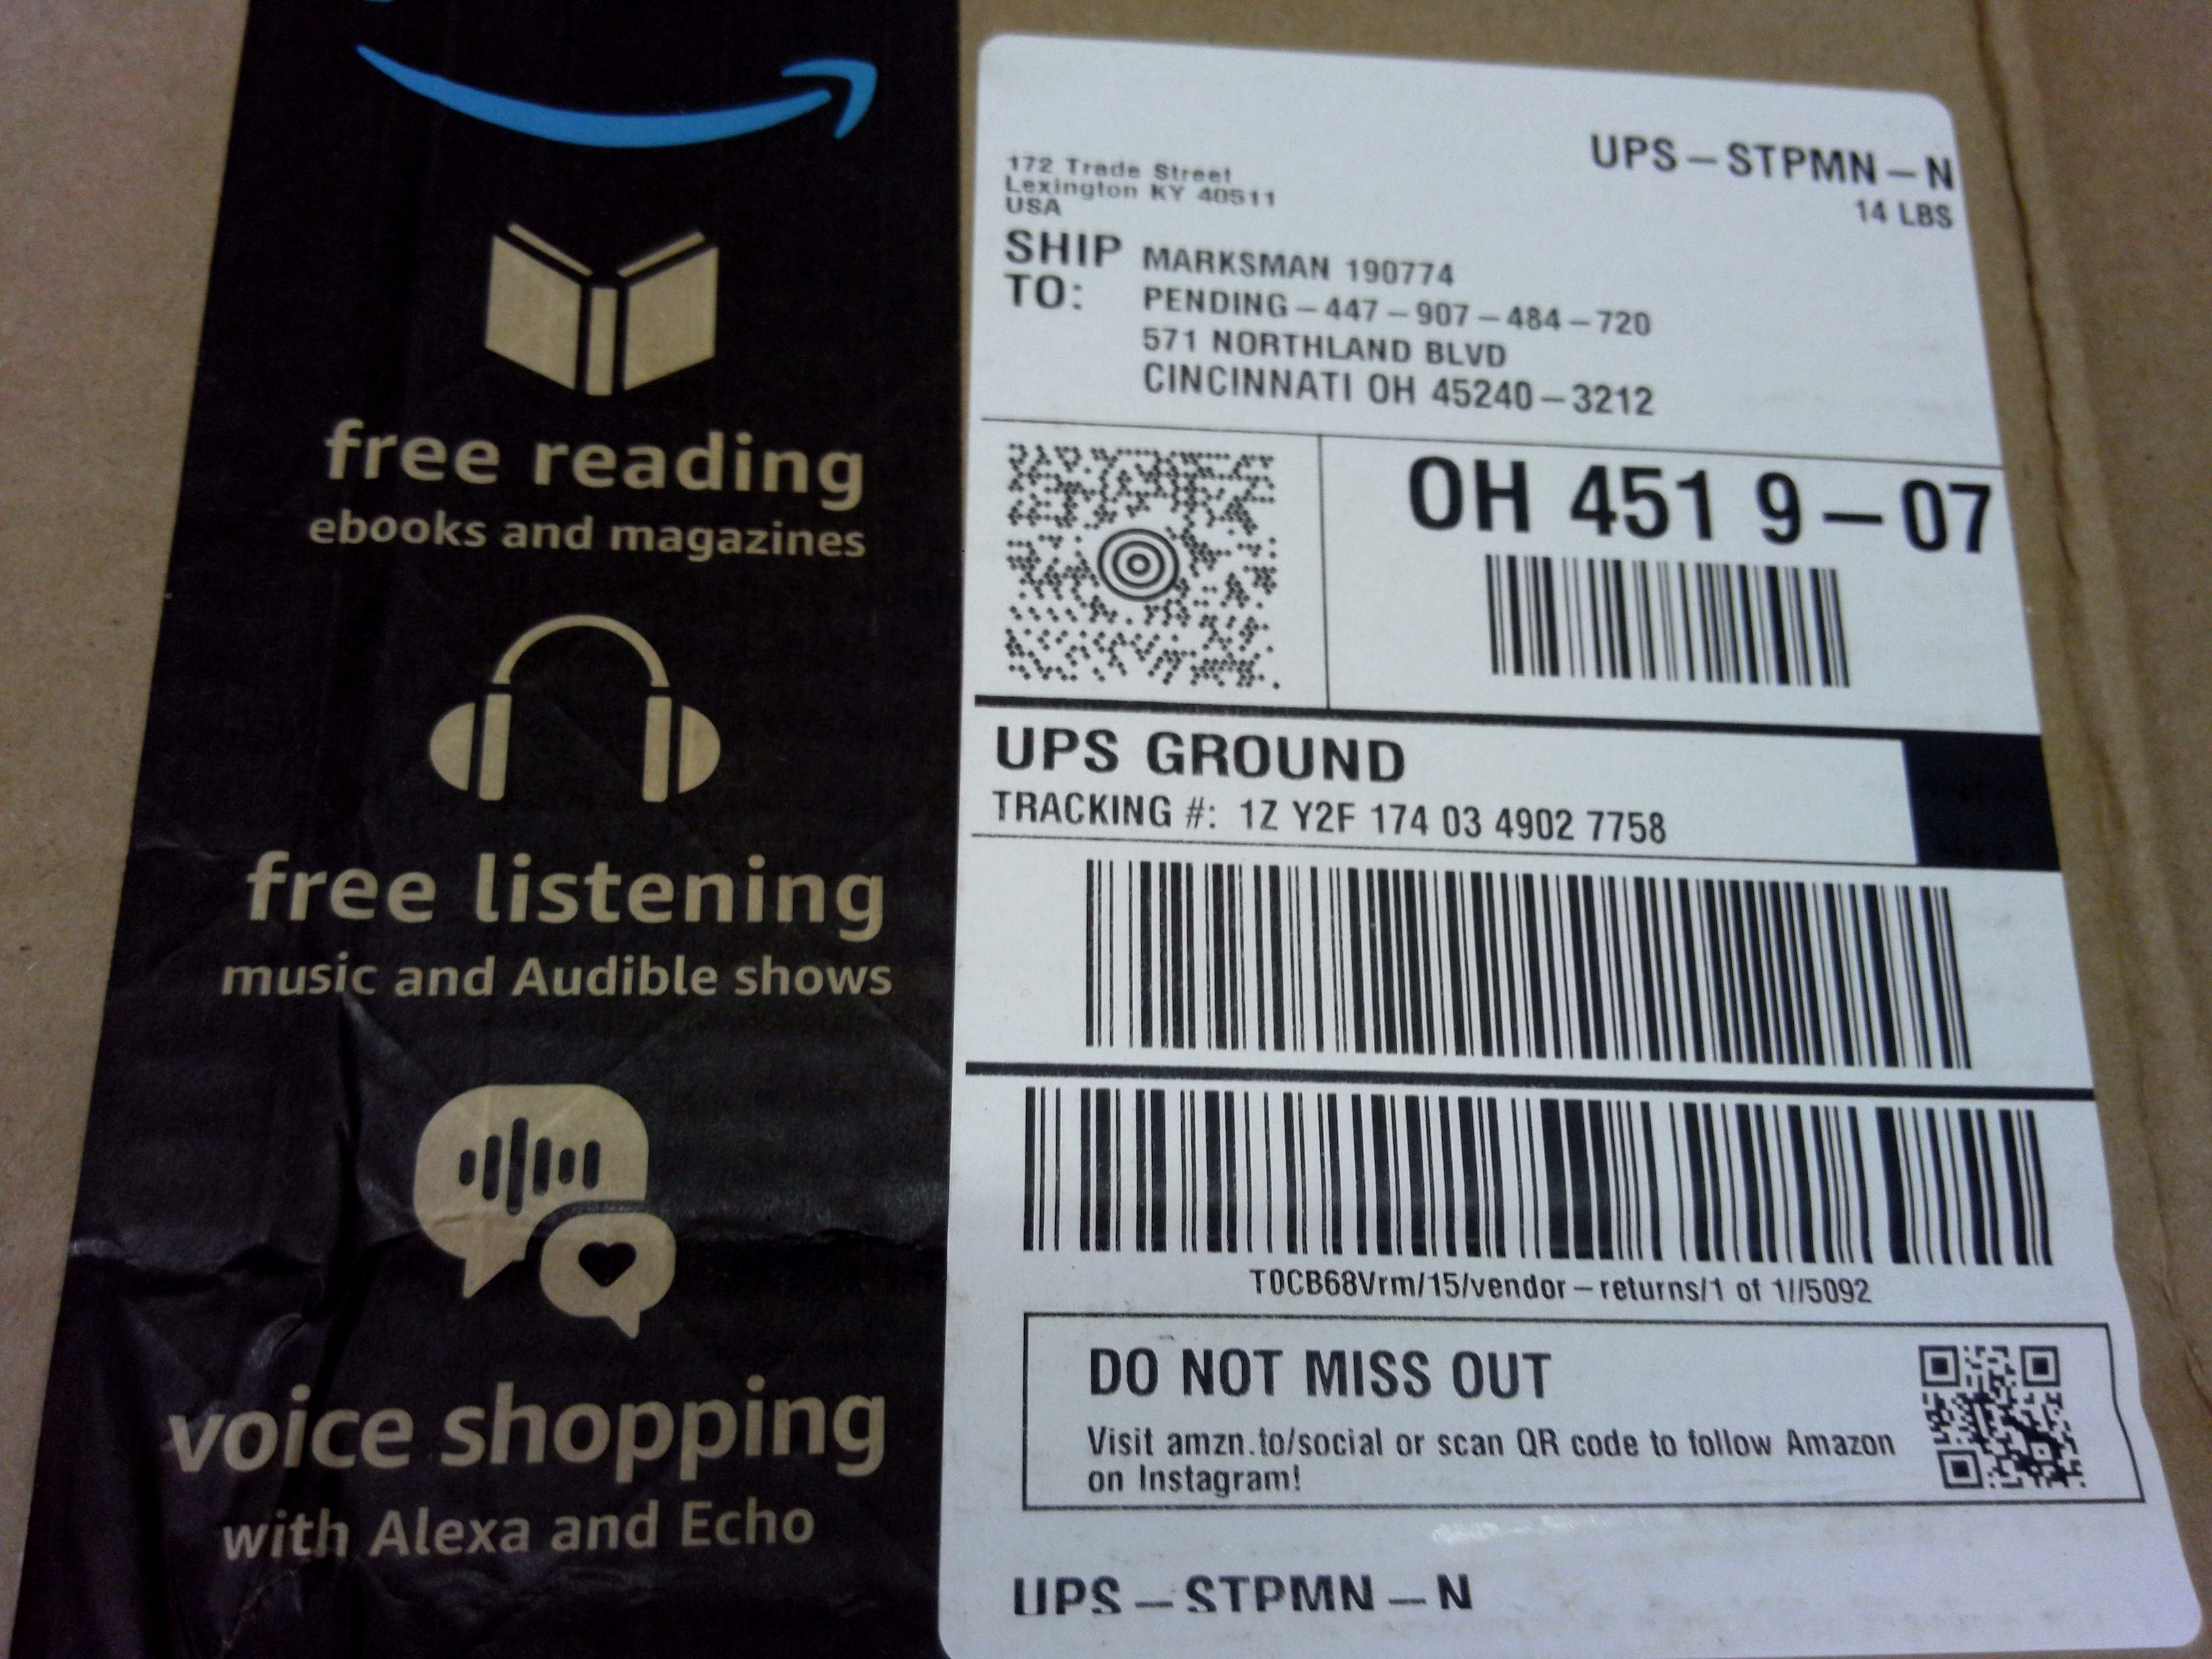 free reading
ebooks and magazines
free listening
music and Audible shows
voice shopping
with Alexa and Echo
172 Trade Street
Lexington KY 40511
USA
UPS-STPMN-N
14 LBS
SHIP TO: MARKSMAN 190774
PENDING-447-907-484-720
571 NORTHLAND BLVD
CINCINNATI OH 45240-3212
OH 451 9-07
UPS GROUND
TRACKING #: 1Z Y2F 174 03 4902 7758
T0CB68Vrm/15/vendor-returns/1 of 1//5092
DO NOT MISS OUT
Visit amzn.to/social or scan QR code to follow Amazon
on Instagram!
UPS-STPMN-N